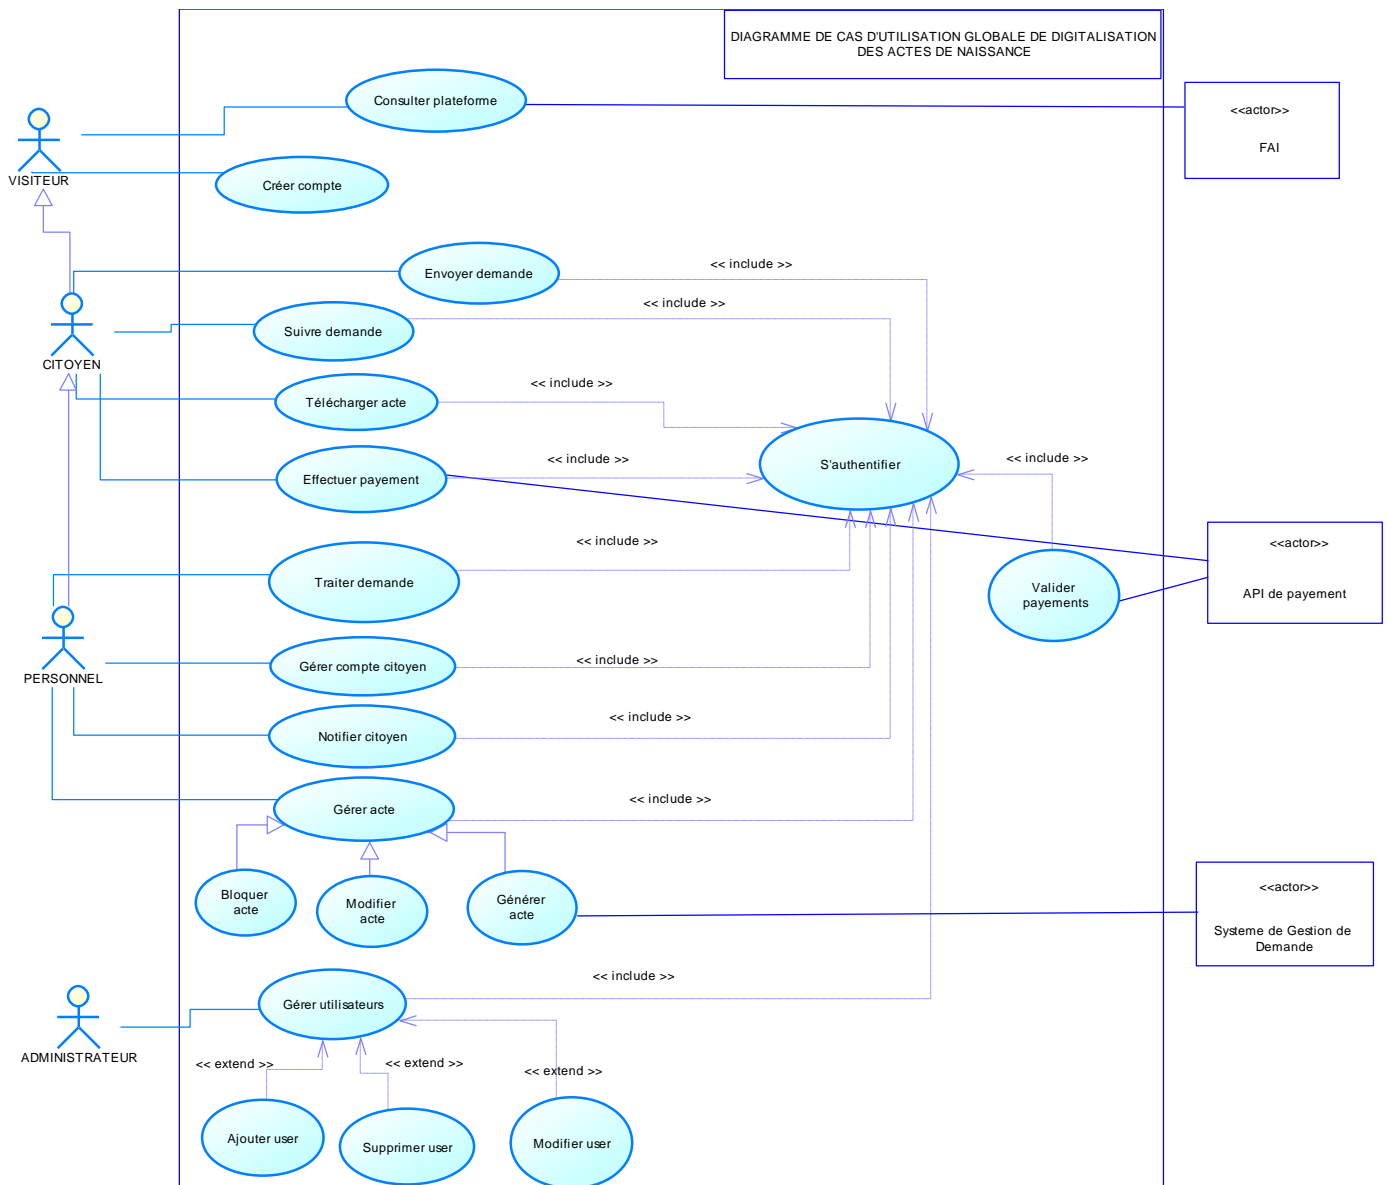 DIAGRAMME DE CAS D'UTILISATION GLOBALE DE DIGITALISATION
DES ACTES DE NAISSANCE
Consulter plateforme
<<actor>>
FAI
VISITEUR
Créer compte
Envoyer demande
<< include >>
Suivre demande
<< include >>
CITOYEN
Télécharger acte
<< include >>
S'authentifier
Effectuer payement
<< include >>
<< include >>
Traiter demande
<< include >>
<<actor>>
API de payement
Valider
payements
PERSONNEL
Gérer compte citoyen
<< include >>
Notifier citoyen
<< include >>
Gérer acte
<< include >>
Bloquer
acte
Modifier
acte
Générer
acte
<<actor>>
Systeme de Gestion de
Demande
ADMINISTRATEUR
Gérer utilisateurs
<< include >>
<< extend >>
<< extend >>
<< extend >>
Ajouter user
Supprimer user
Modifier user